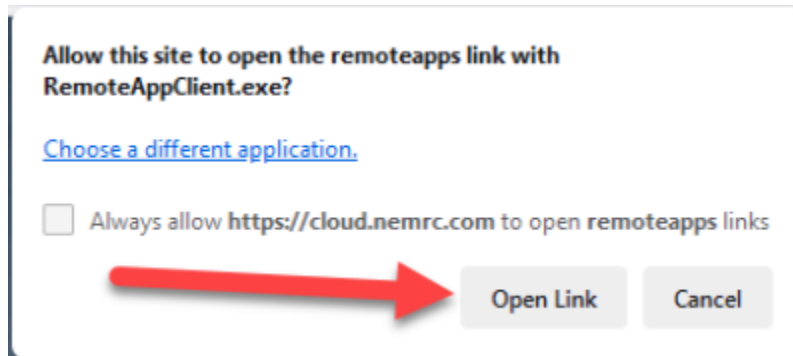 Allow this site to open the remoteapps link with
RemoteAppClient.exe?
Choose a different application.
Always allow https://cloud.nemrc.com to open remoteapps links
Open Link
Cancel